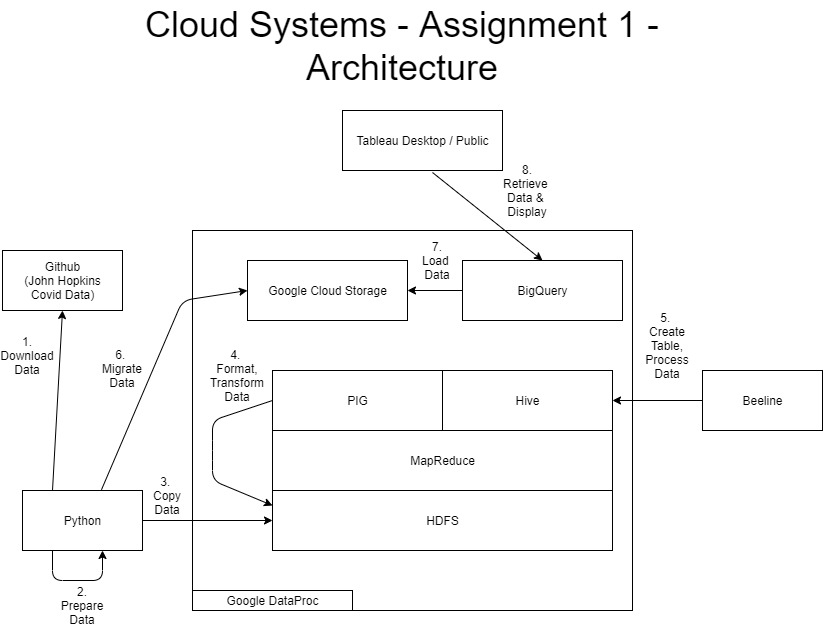 Cloud Systems - Assignment 1 -
Architecture
Tableau Desktop / Public
8.
Retrieve
Data &
Display
7.
Load
Data
Github
(John Hopkins
Covid Data)
Google Cloud Storage
BigQuery
1.
Download
Data
6.
Migrate
Data
4.
Format,
Transform
Data
5.
Create
Table,
Process
Data
PIG
Hive
Beeline
MapReduce
3.
Copy
Data
Python
HDFS
2.
Prepare
Data
Google DataProc